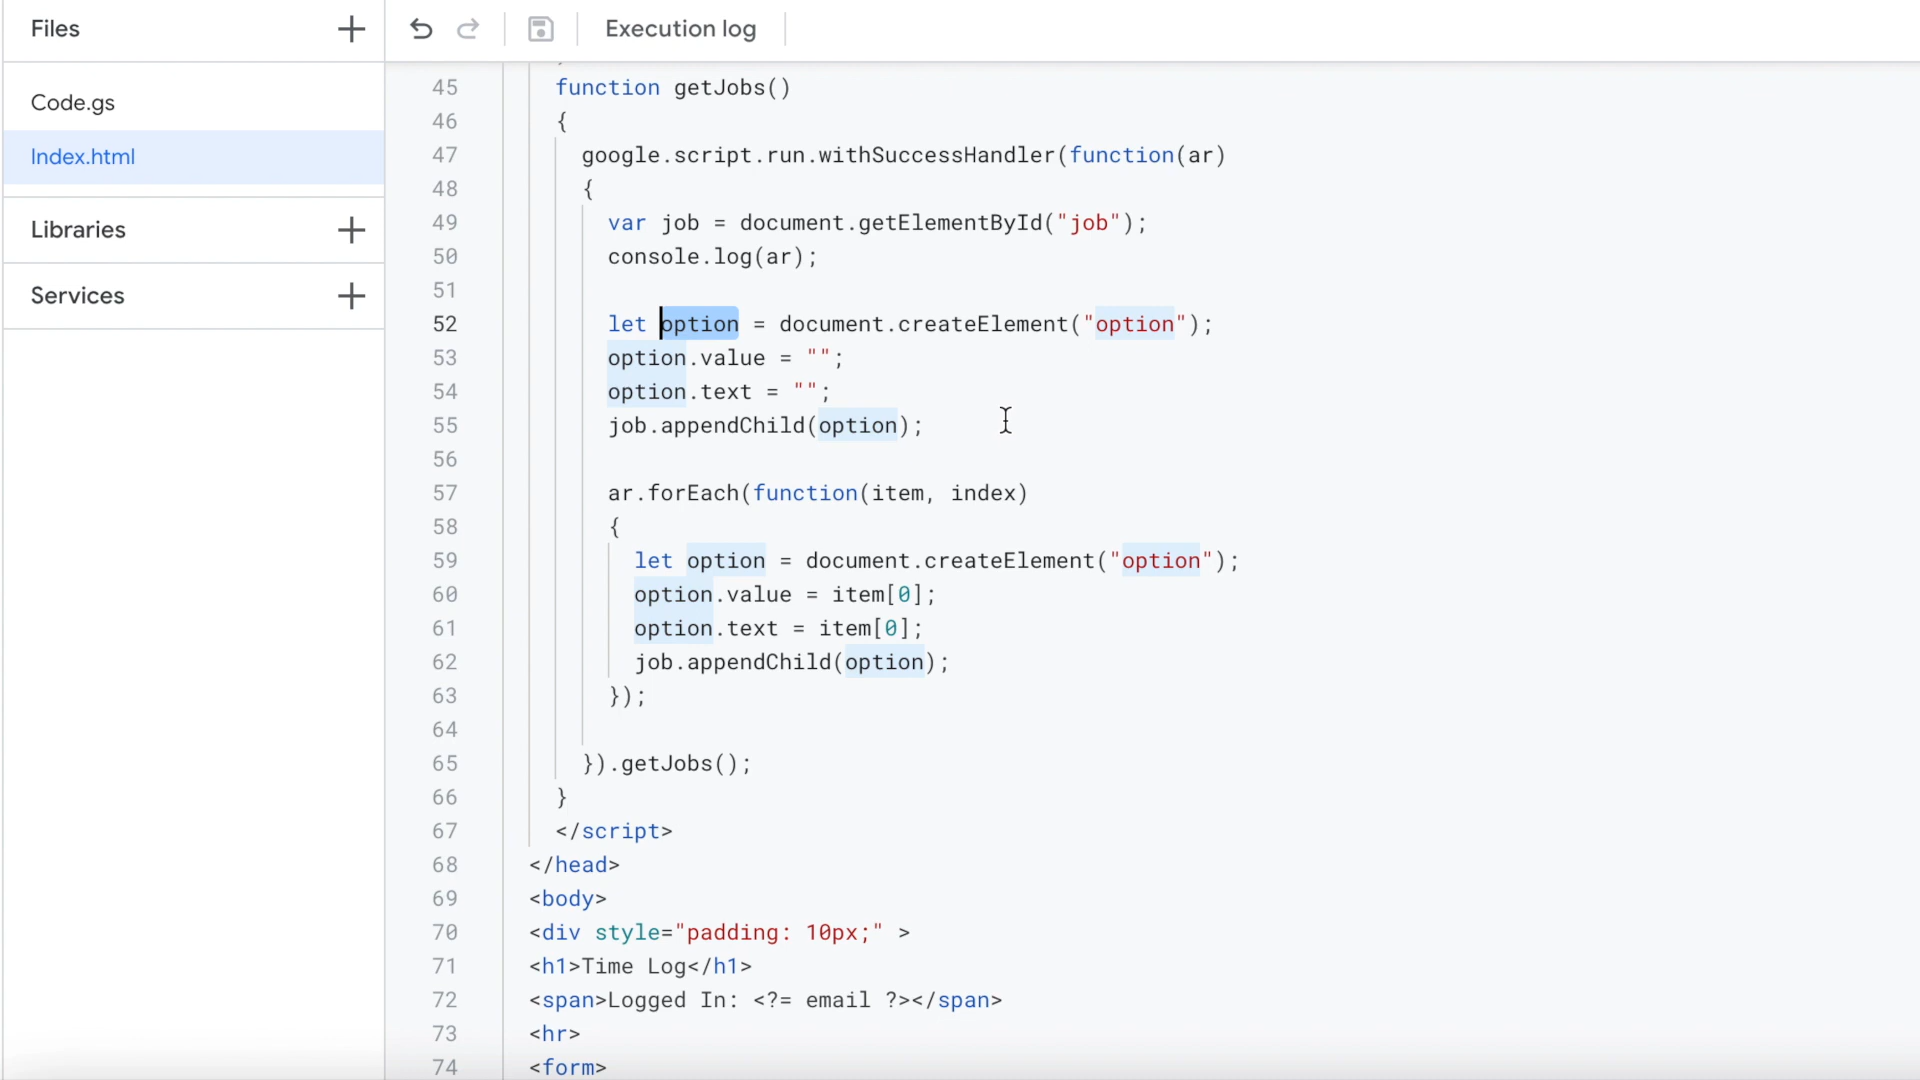 Files
Execution log
Code.gs
Index.html
Libraries
Services
45 function getJobs()
46 {
47 google.script.run.withSuccessHandler(function(ar)
48 {
49 var job = document.getElementById("job");
50 console.log(ar);
51
52 let option = document.createElement("option");
53 option.value = "";
54 option.text = "";
55 job.appendChild(option);
56
57 ar.forEach(function(item, index)
58 {
59 let option = document.createElement("option");
60 option.value = item[0];
61 option.text = item[0];
62 job.appendChild(option);
63 });
64
65 }).getJobs();
66 }
67 </script>
68 </head>
69 <body>
70 <div style="padding: 10px;" >
71 <h1>Time Log</h1>
72 <span>Logged In: <?= email ?></span>
73 <hr>
74 <form>